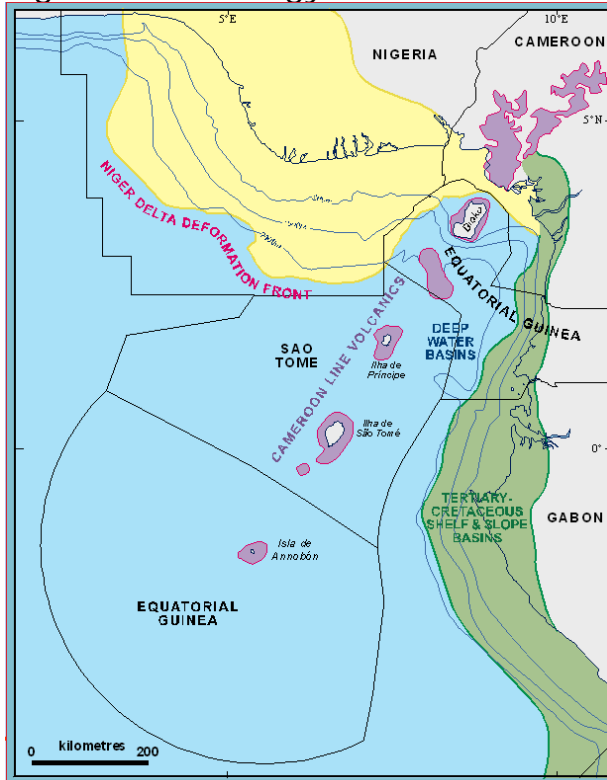 5°E
10°E
NIGERIA
CAMEROON
5°N
NIGER DELTA DEFORMATION FRONT
Bioko
EQUATORIAL GUINEA
CAMEROON LINE VOLCANICS
DEEP
WATER
BASINS
SAO
TOME
Ilha de
Príncipe
Ilha de
São Tomé
0°
TERTIARY-
CRETACEOUS
SHELF & SLOPE
BASINS
GABON
Isla de
Annobón
EQUATORIAL
GUINEA
kilometres
0 200